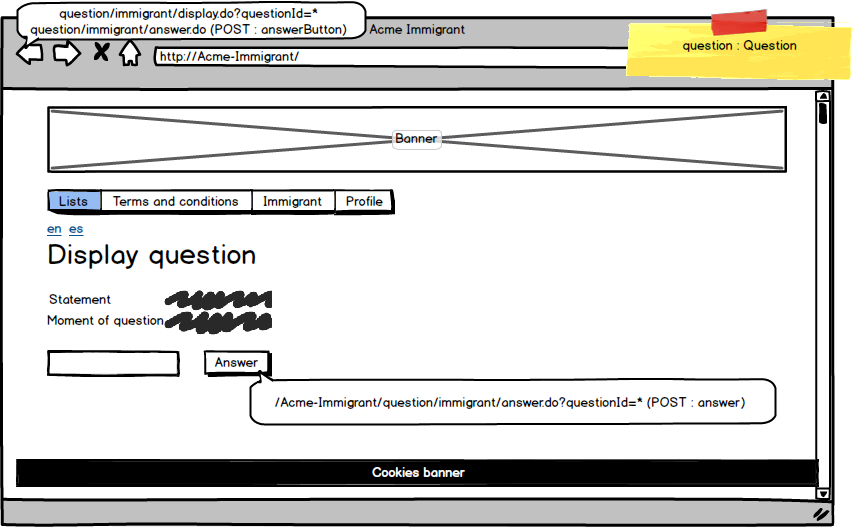 question/immigrant/display.do?questionId=*
question/immigrant/answer.do (POST : answerButton)
Acme Immigrant
question : Question
http://Acme-Immigrant/
Banner
Lists Terms and conditions Immigrant Profile
en es
Display question
Statement
Moment of question
Answer
/Acme-Immigrant/question/immigrant/answer.do?questionId=* (POST : answer)
Cookies banner